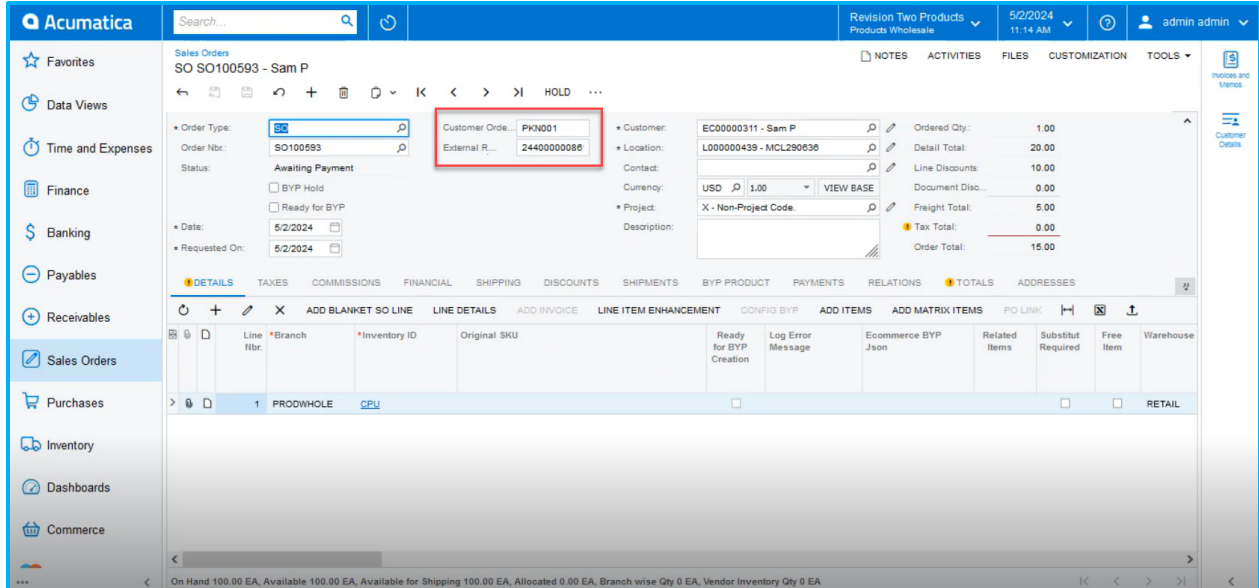 Acumatica
Search...
Revision Two Products
Products Wholesale
5/2/2024
11:14 AM
admin admin
Favorites
Data Views
Time and Expenses
Finance
Banking
Payables
Receivables
Sales Orders
Purchases
Inventory
Dashboards
Commerce
Sales Orders
SO SO100593 - Sam P
NOTES ACTIVITIES FILES CUSTOMIZATION TOOLS
HOLD ...
* Order Type: SO
Order Nbr.: SO100593
Status: Awaiting Payment
BYP Hold
Ready for BYP
* Date: 5/2/2024
* Requested On: 5/2/2024
Customer Orde... PKN001
External R... 24400000086
* Customer: EC00000311 - Sam P
* Location: L000000439 - MCL290636
Contact:
Currency: USD 1.00 VIEW BASE
* Project: X - Non-Project Code.
Description:
Ordered Qty.: 1.00
Detail Total: 20.00
Line Discounts: 10.00
Document Disc... 0.00
Freight Total: 5.00
Tax Total: 0.00
Order Total: 15.00
Invoices and
Memos
Customer
Details
DETAILS TAXES COMMISSIONS FINANCIAL SHIPPING DISCOUNTS SHIPMENTS BYP PRODUCT PAYMENTS RELATIONS TOTALS ADDRESSES
ADD BLANKET SO LINE LINE DETAILS ADD INVOICE LINE ITEM ENHANCEMENT CONFIG BYP ADD ITEMS ADD MATRIX ITEMS PO LINK
Line Nbr. *Branch *Inventory ID Original SKU Ready for BYP Creation Log Error Message Ecommerce BYP Json Related Items Substitut Required Free Item Warehouse
1 PRODWHOLE CPU RETAIL
On Hand 100.00 EA, Available 100.00 EA, Available for Shipping 100.00 EA, Allocated 0.00 EA, Branch wise Qty 0 EA, Vendor Inventory Qty 0 EA